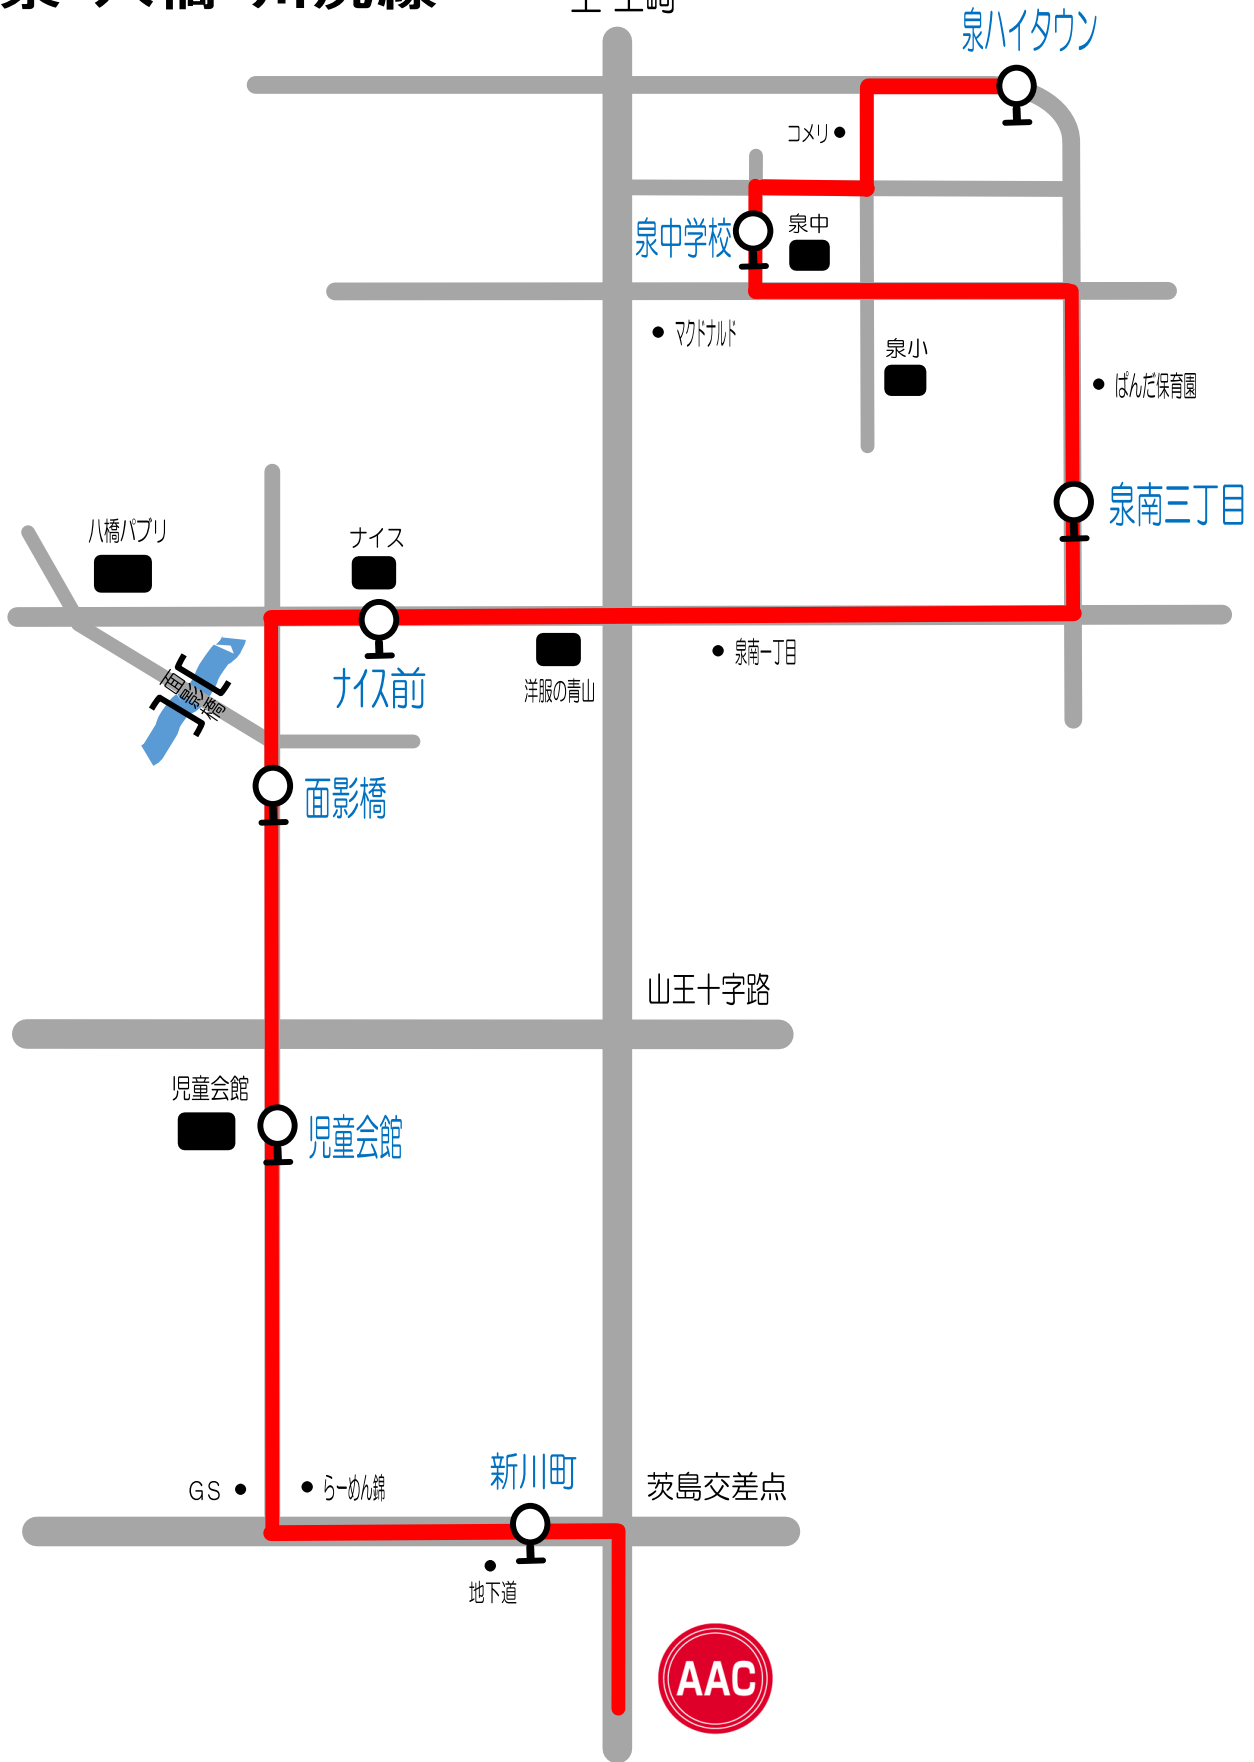 泉ハイタウン
コメリ
泉中学校
泉中
マクドナルド
泉小
ぱんだ保育園
泉南三丁目
八橋パブリ
ナイス
ナイス前
洋服の青山
泉南一丁目
面影橋
面影橋
山王十字路
児童会館
児童会館
新川町
茨島交差点
GS
らーめん錦
地下道
AAC